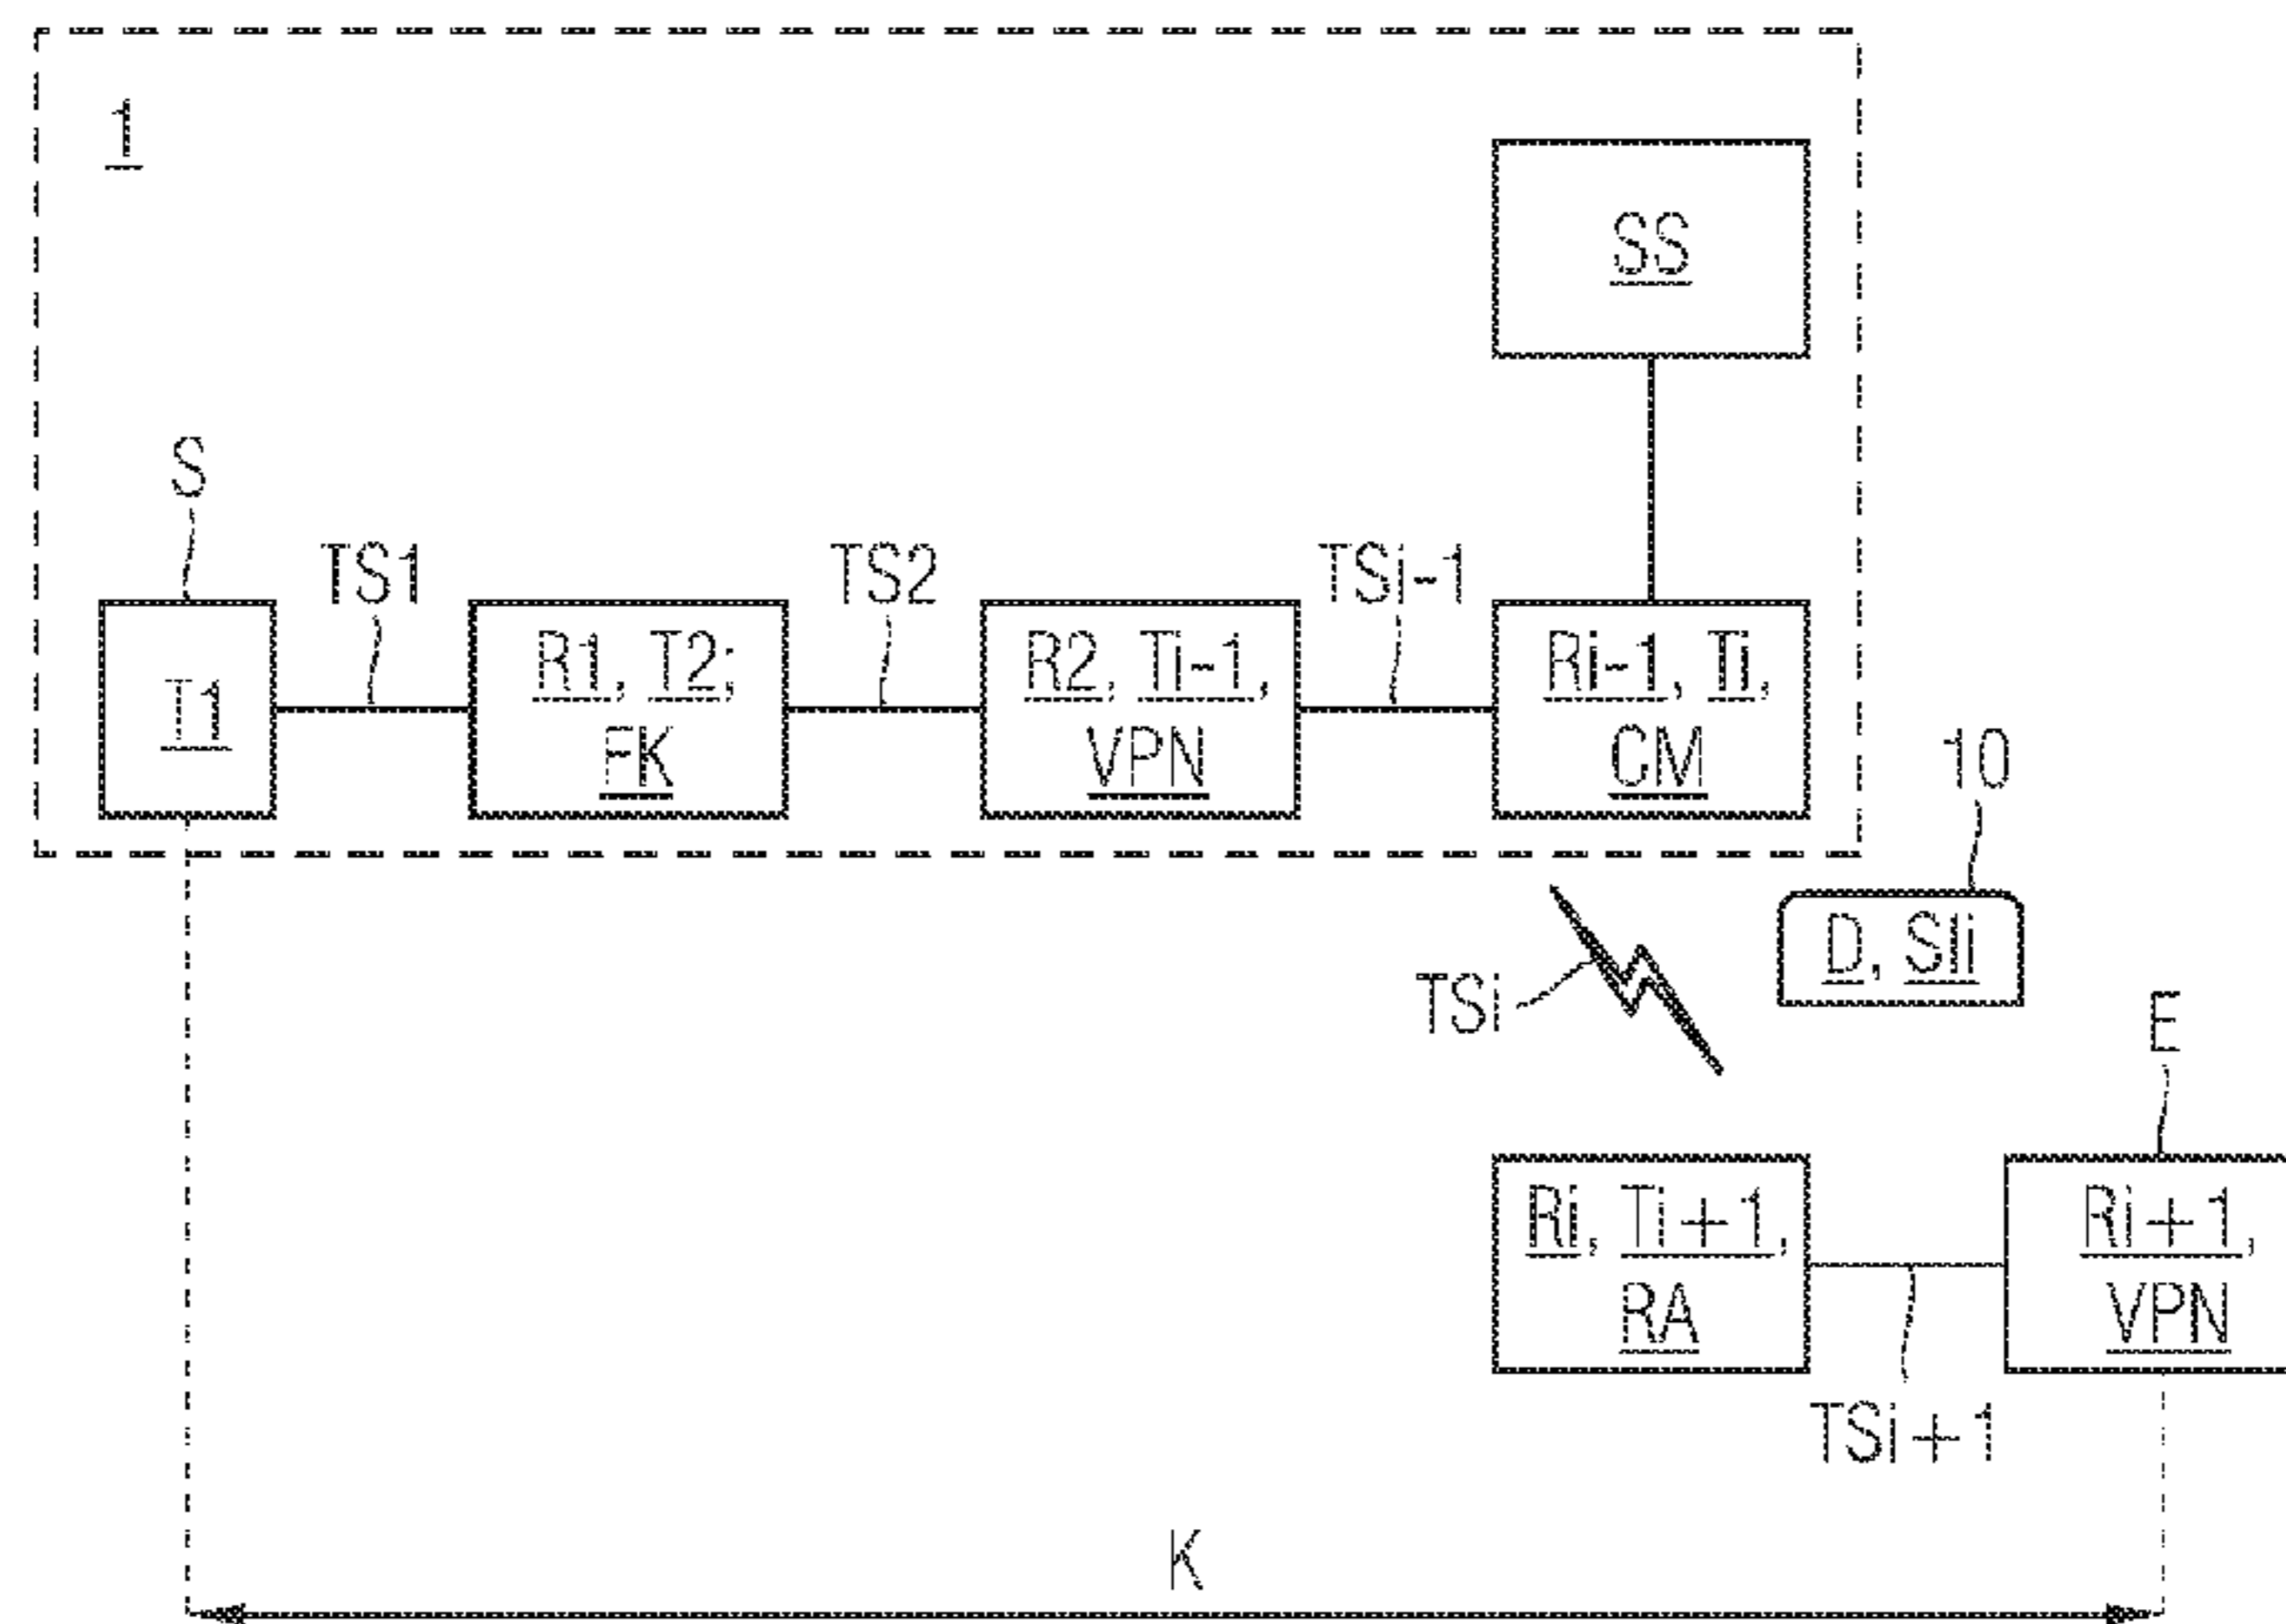 1
SS
S
TS1
TS2
TSi-1
T1
R1, T2;
FK
R2, Ti-1,
VPN
Ri-1, Ti,
CM
10
D, SIi
TSi
E
Ri, Ti+1,
RA
Ri+1,
VPN
TSi+1
K